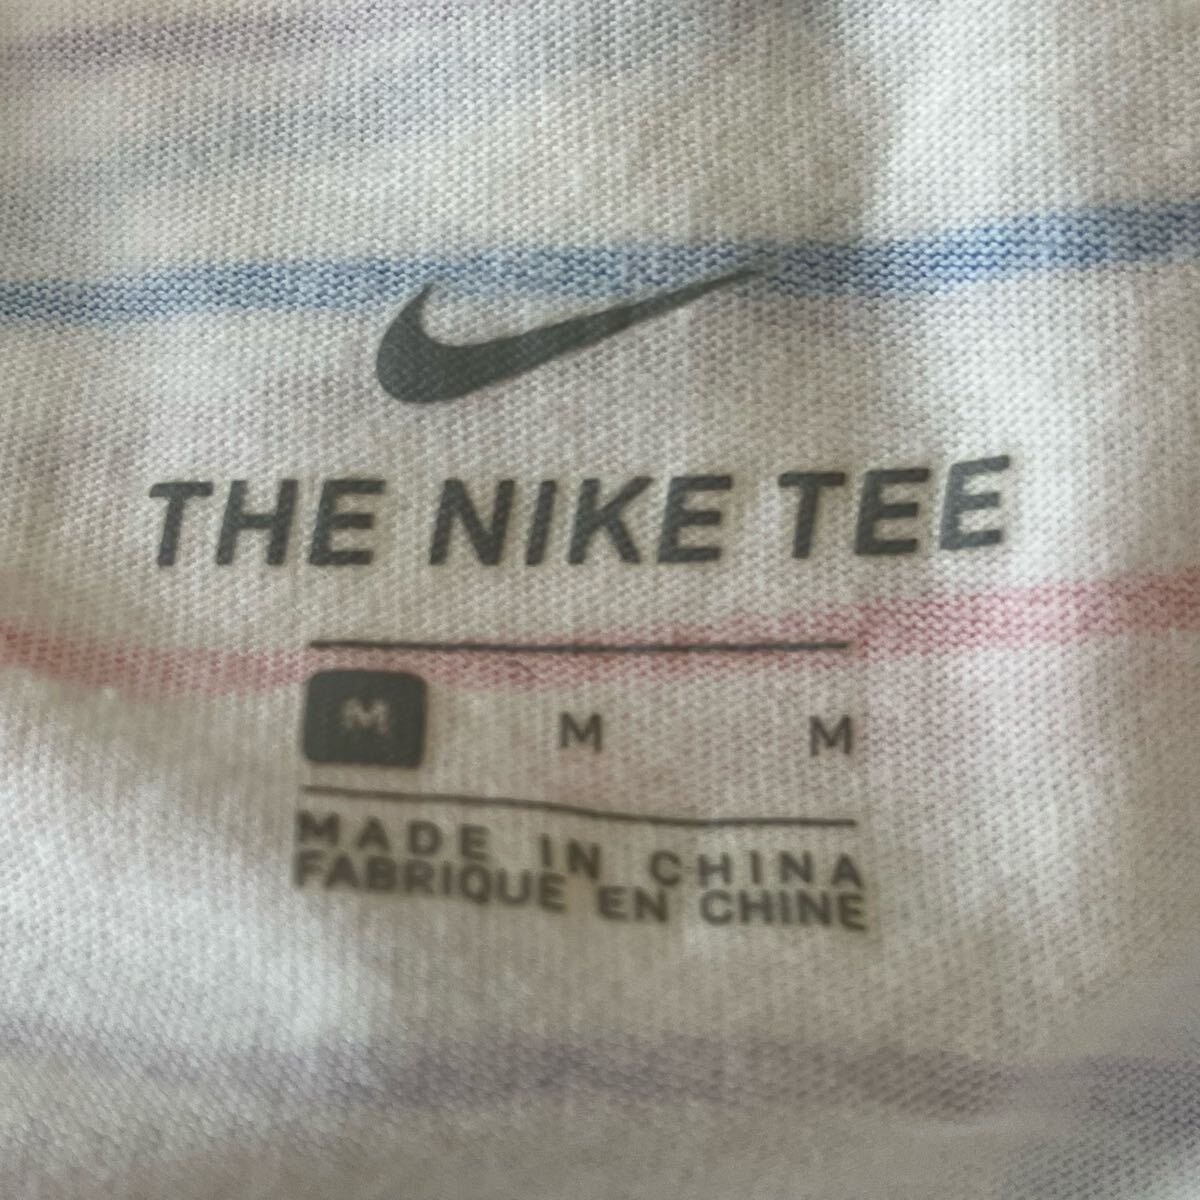 THE NIKE TEE
M M M
MADE IN CHINA
FABRIQUE EN CHINE